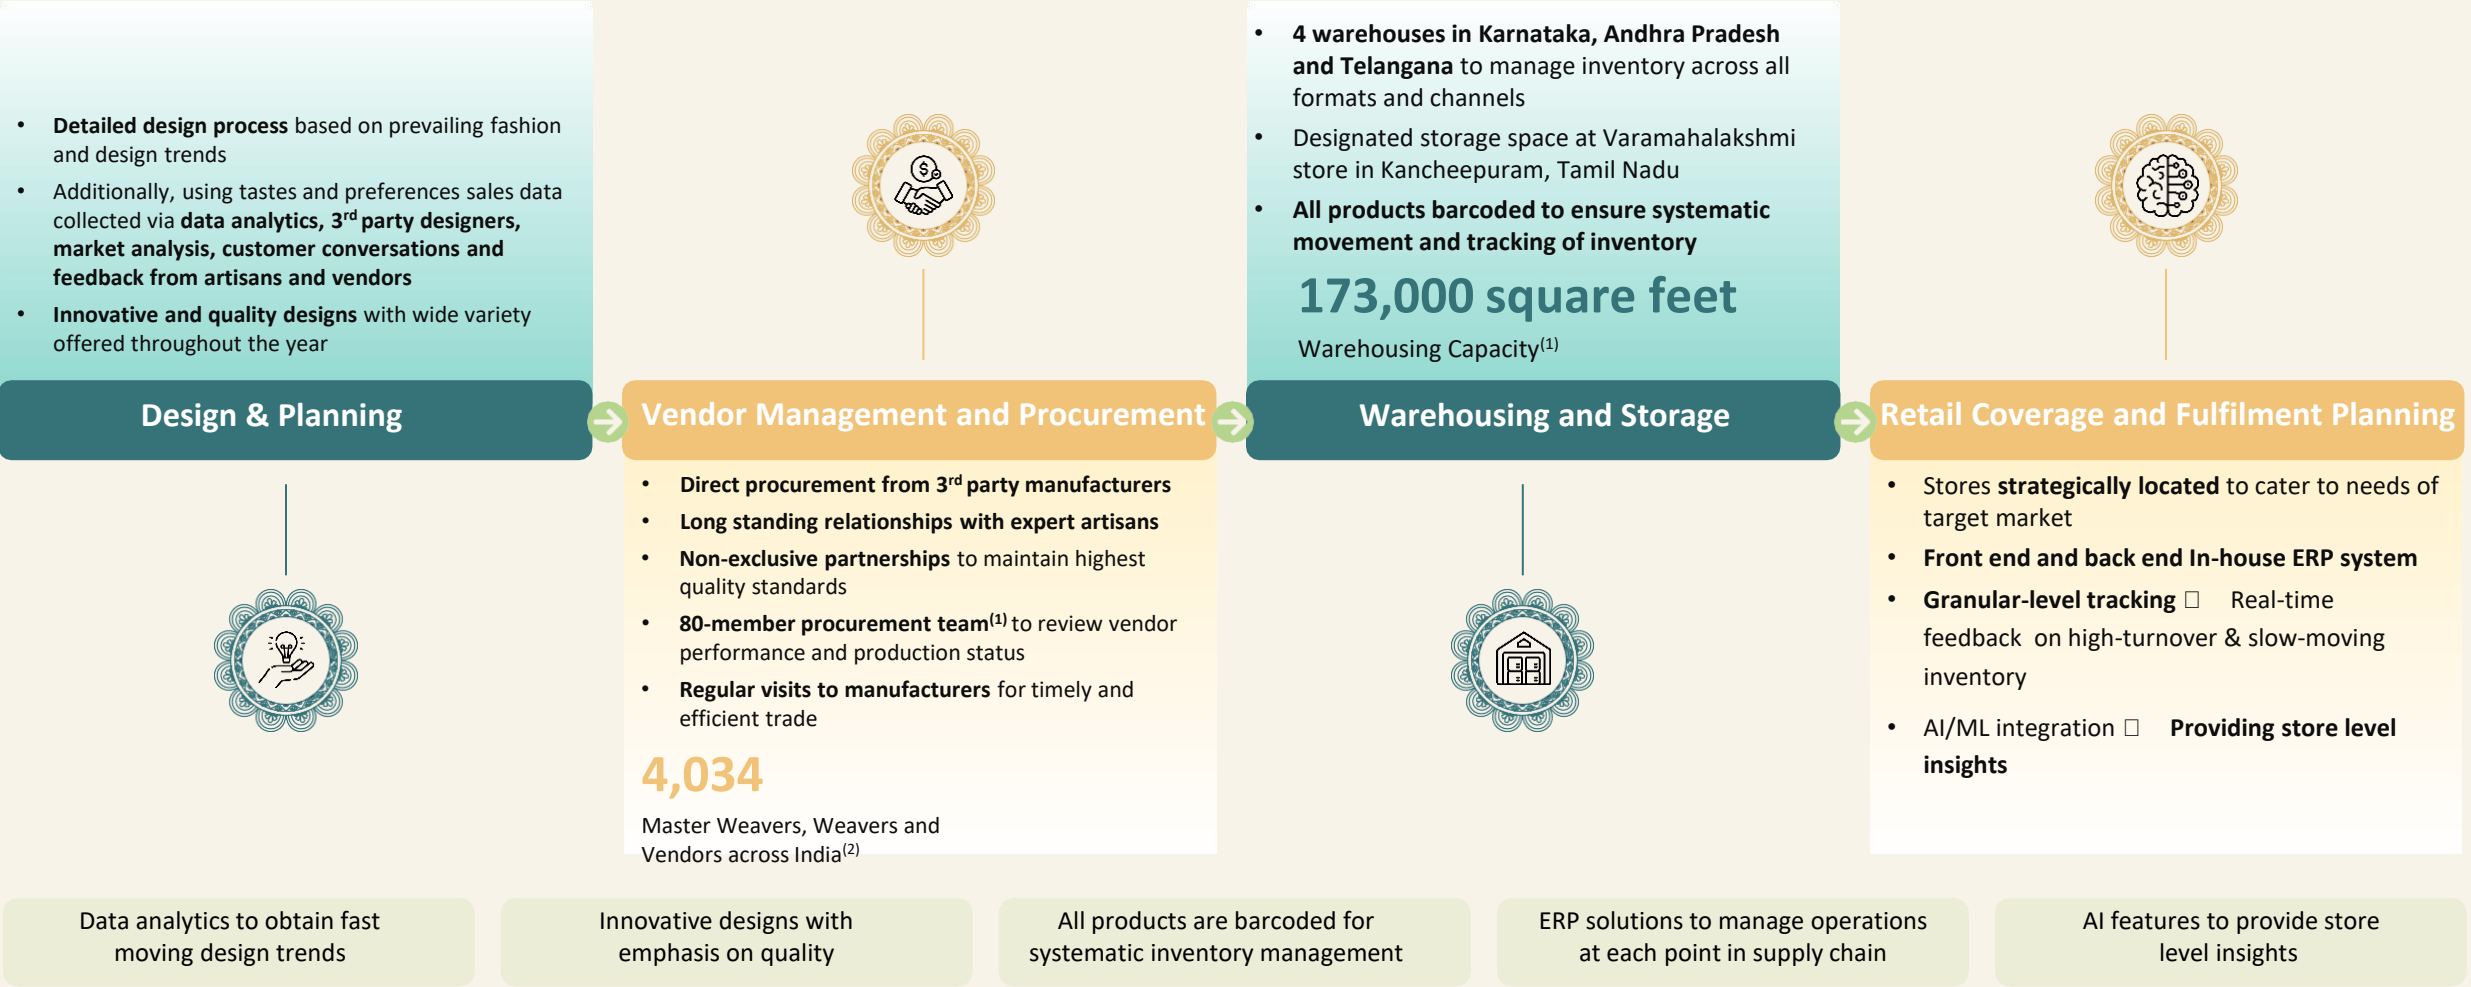 • Detailed design process based on prevailing fashion
and design trends
• Additionally, using tastes and preferences sales data
collected via data analytics, 3rd party designers,
market analysis, customer conversations and
feedback from artisans and vendors
• Innovative and quality designs with wide variety
offered throughout the year
Design & Planning
Vendor Management and Procurement
• Direct procurement from 3rd party manufacturers
• Long standing relationships with expert artisans
• Non-exclusive partnerships to maintain highest
quality standards
• 80-member procurement team(1) to review vendor
performance and production status
• Regular visits to manufacturers for timely and
efficient trade
4,034
Master Weavers, Weavers and
Vendors across India(2)
• 4 warehouses in Karnataka, Andhra Pradesh
and Telangana to manage inventory across all
formats and channels
• Designated storage space at Varamahalakshmi
store in Kancheepuram, Tamil Nadu
• All products barcoded to ensure systematic
movement and tracking of inventory
173,000 square feet
Warehousing Capacity(1)
Warehousing and Storage
Retail Coverage and Fulfilment Planning
• Stores strategically located to cater to needs of
target market
• Front end and back end In-house ERP system
• Granular-level tracking □ Real-time
feedback on high-turnover & slow-moving
inventory
• AI/ML integration □ Providing store level
insights
Data analytics to obtain fast
moving design trends
Innovative designs with
emphasis on quality
All products are barcoded for
systematic inventory management
ERP solutions to manage operations
at each point in supply chain
AI features to provide store
level insights